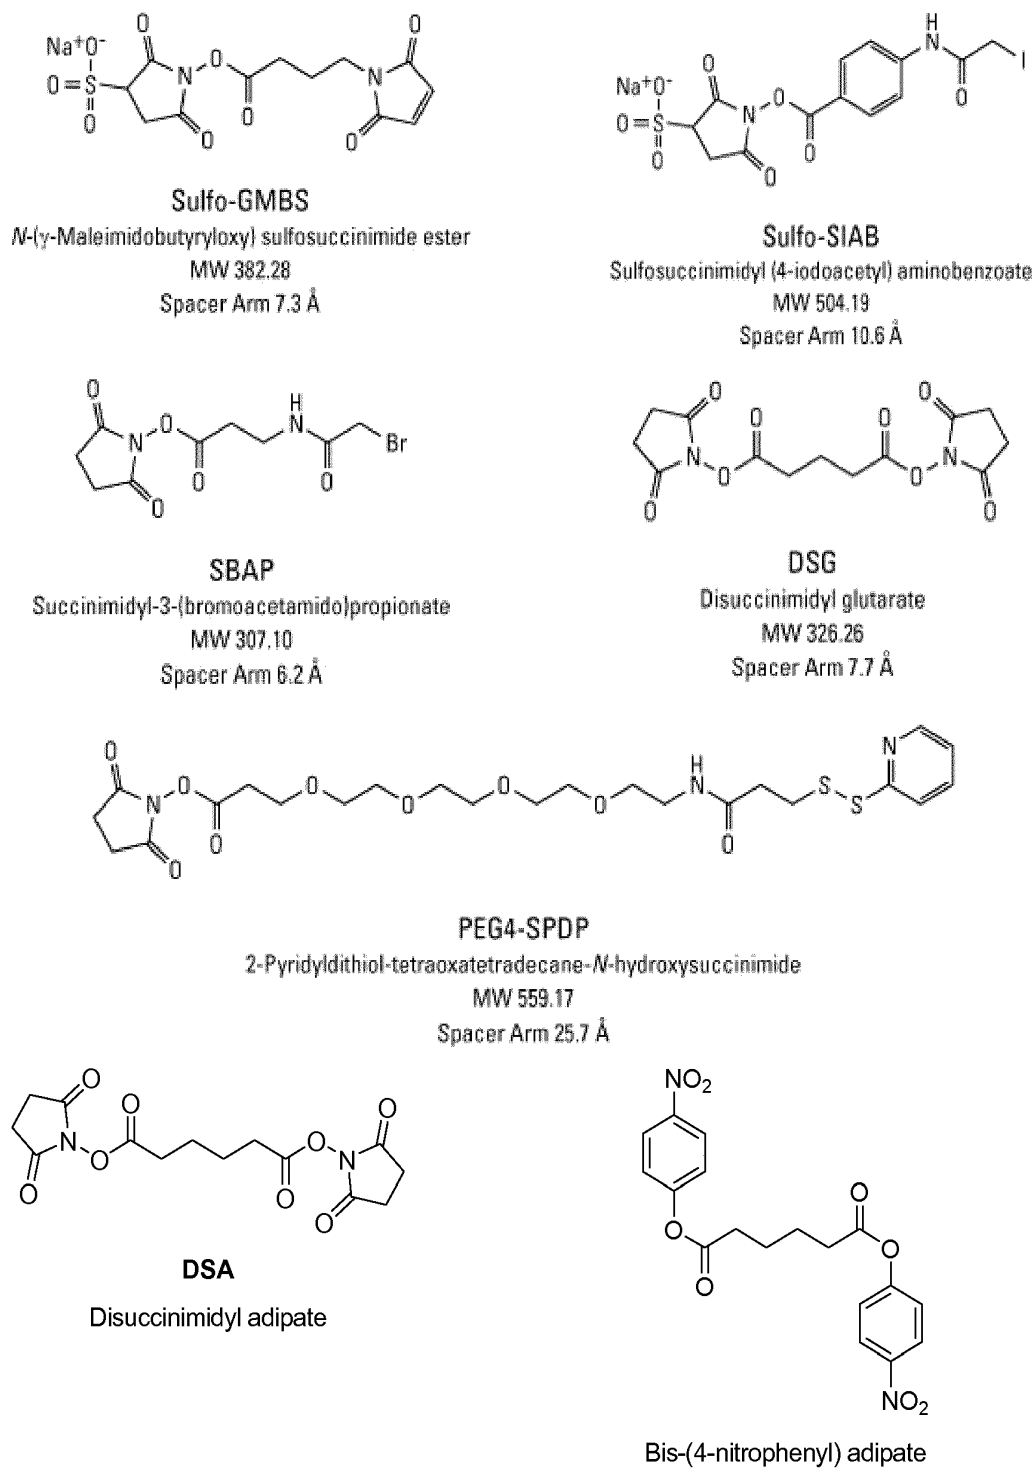 Na⁺O⁻
O=S
O
O
O
N
O
O
O
N
O
O
Sulfo-GMBS
N-(γ-Maleimidobutyryloxy) sulfosuccinimide ester
MW 382.28
Spacer Arm 7.3 Å
Na⁺O⁻
O=S
O
O
O
N
O
O
H
N
O
I
Sulfo-SIAB
Sulfosuccinimidyl (4-iodoacetyl) aminobenzoate
MW 504.19
Spacer Arm 10.6 Å
O
O
N
O
O
H
N
O
Br
SBAP
Succinimidyl-3-(bromoacetamido)propionate
MW 307.10
Spacer Arm 6.2 Å
O
O
N
O
O
O
O
N
O
O
DSG
Disuccinimidyl glutarate
MW 326.26
Spacer Arm 7.7 Å
O
O
N
O
O
O
O
O
O
H
N
O
S
S
N
PEG4-SPDP
2-Pyridyldithiol-tetraoxatetradecane-N-hydroxysuccinimide
MW 559.17
Spacer Arm 25.7 Å
O
O
N
O
O
O
O
N
O
O
DSA
Disuccinimidyl adipate
NO₂
O
O
O
O
NO₂
Bis-(4-nitrophenyl) adipate